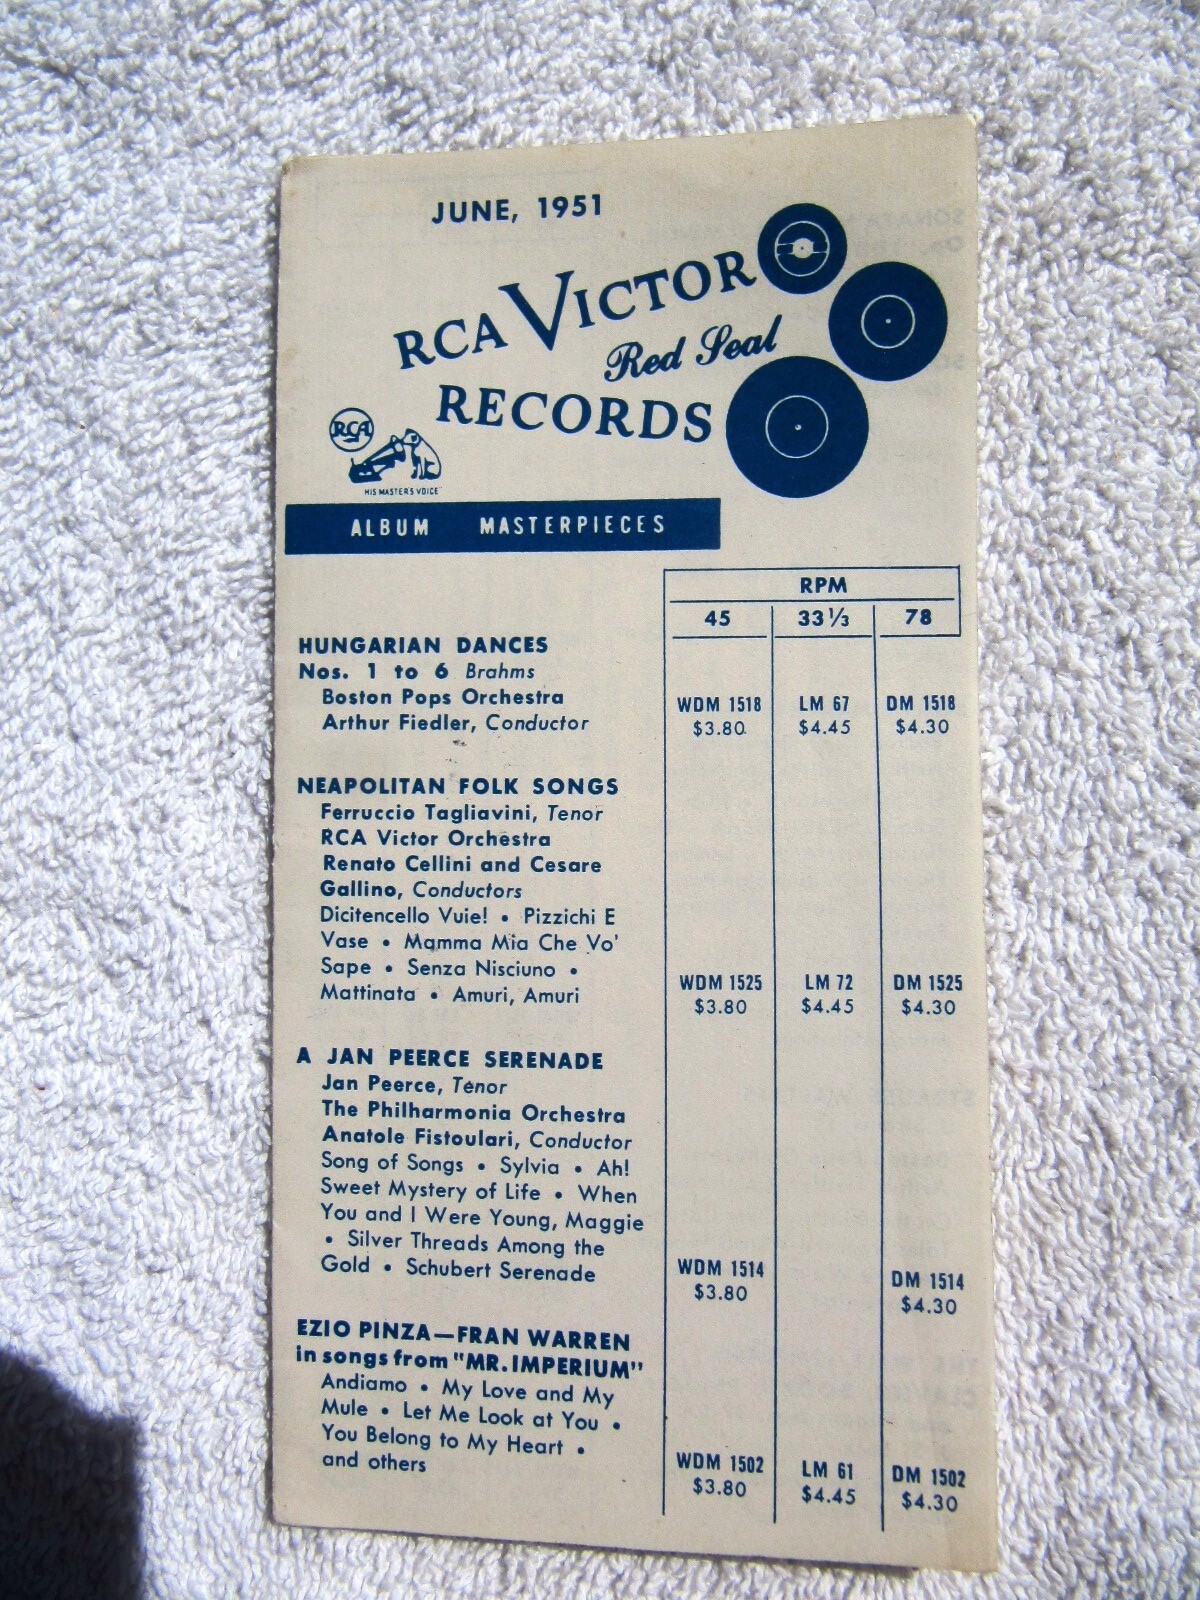 JUNE, 1951
RCA VICTOR
Red Seal
RECORDS
RCA
HIS MASTER'S VOICE
ALBUM MASTERPIECES
RPM
45 33⅓ 78
HUNGARIAN DANCES
Nos. 1 to 6 Brahms
Boston Pops Orchestra
Arthur Fiedler, Conductor
WDM 1518 LM 67 DM 1518
$3.80 $4.45 $4.30
NEAPOLITAN FOLK SONGS
Ferruccio Tagliavini, Tenor
RCA Victor Orchestra
Renato Cellini and Cesare
Gallino, Conductors
Dicitencello Vuie! • Pizzichi E
Vase • Mamma Mia Che Vo'
Sape • Senza Nisciuno •
Mattinata • Amuri, Amuri
WDM 1525 LM 72 DM 1525
$3.80 $4.45 $4.30
A JAN PEERCE SERENADE
Jan Peerce, Tenor
The Philharmonia Orchestra
Anatole Fistoulari, Conductor
Song of Songs • Sylvia • Ah!
Sweet Mystery of Life • When
You and I Were Young, Maggie
• Silver Threads Among the
Gold • Schubert Serenade
WDM 1514 DM 1514
$3.80 $4.30
EZIO PINZA—FRAN WARREN
in songs from "MR. IMPERIUM"
Andiamo • My Love and My
Mule • Let Me Look at You •
You Belong to My Heart •
and others
WDM 1502 LM 61 DM 1502
$3.80 $4.45 $4.30